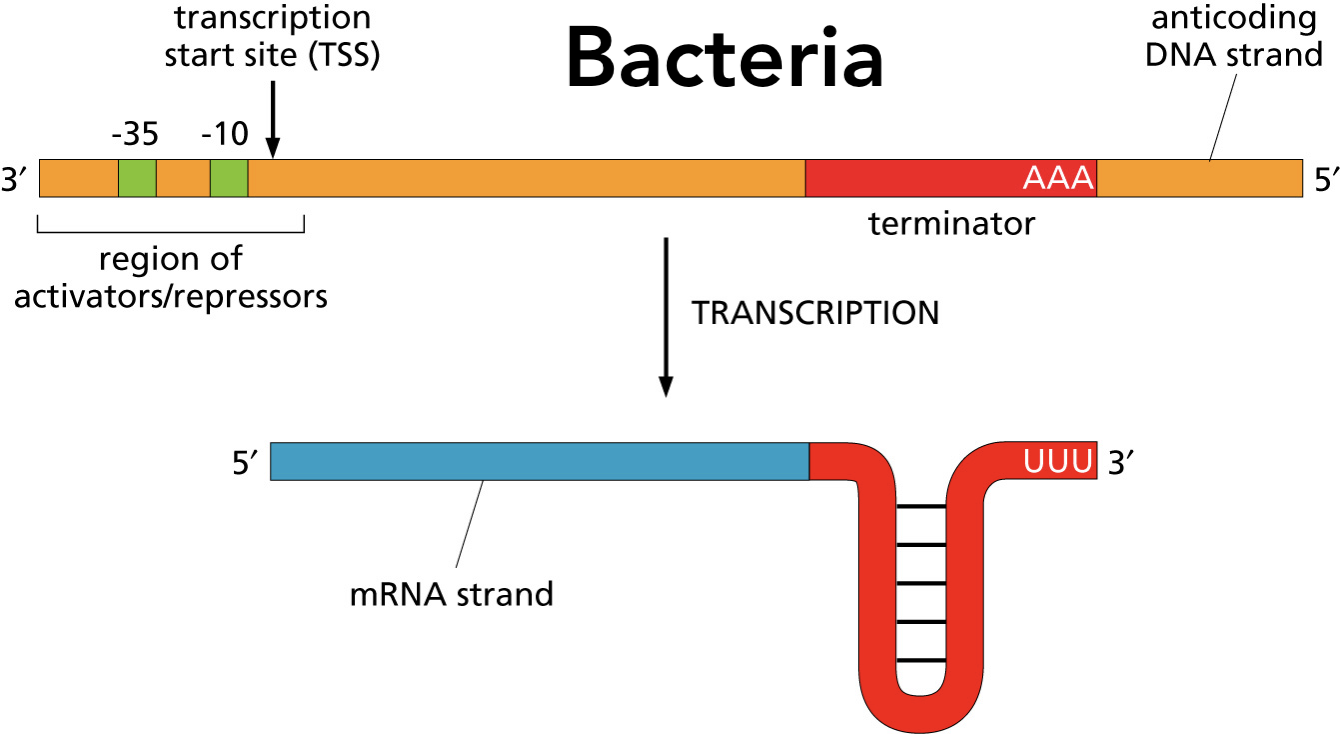 transcription
start site (TSS)
Bacteria
anticoding
DNA strand
-35
-10
3′
AAA
5′
terminator
region of
activators/repressors
TRANSCRIPTION
5′
UUU
3′
mRNA strand